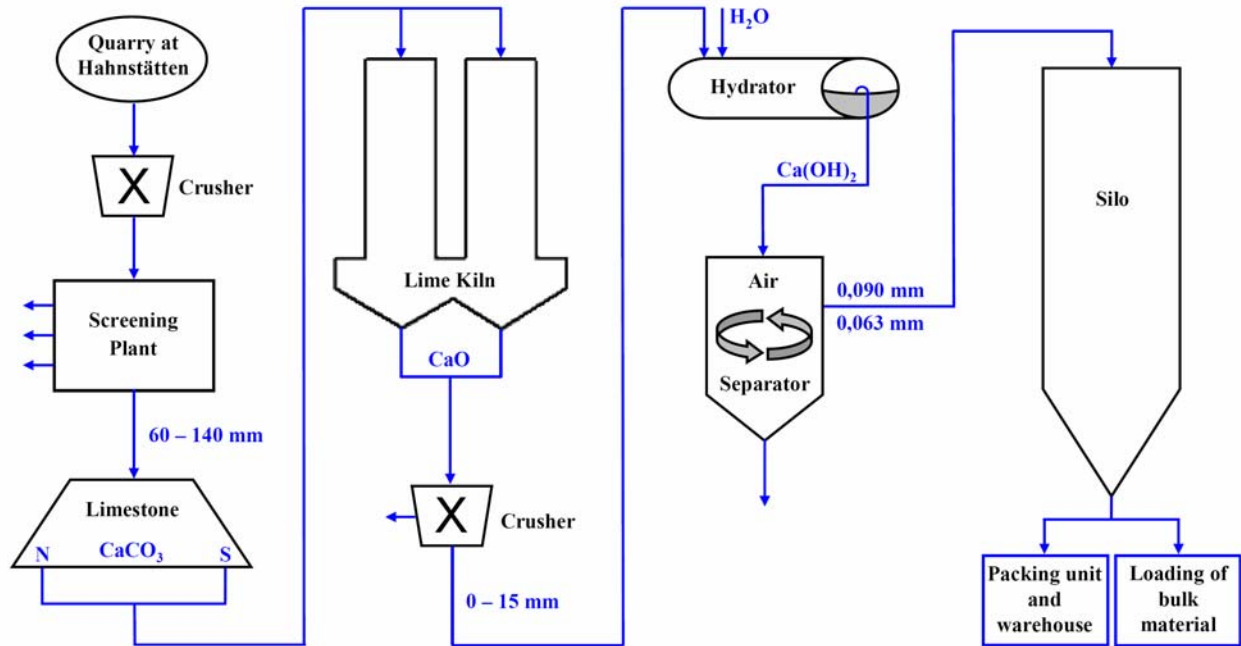 Quarry at
Hahnstätten
X
Crusher
Screening
Plant
60 – 140 mm
Limestone
N CaCO₃ S
Lime Kiln
CaO
X
Crusher
0 – 15 mm
H₂O
Hydrator
Ca(OH)₂
Air
Separator
0,090 mm
0,063 mm
Silo
Packing unit
and
warehouse
Loading of
bulk
material